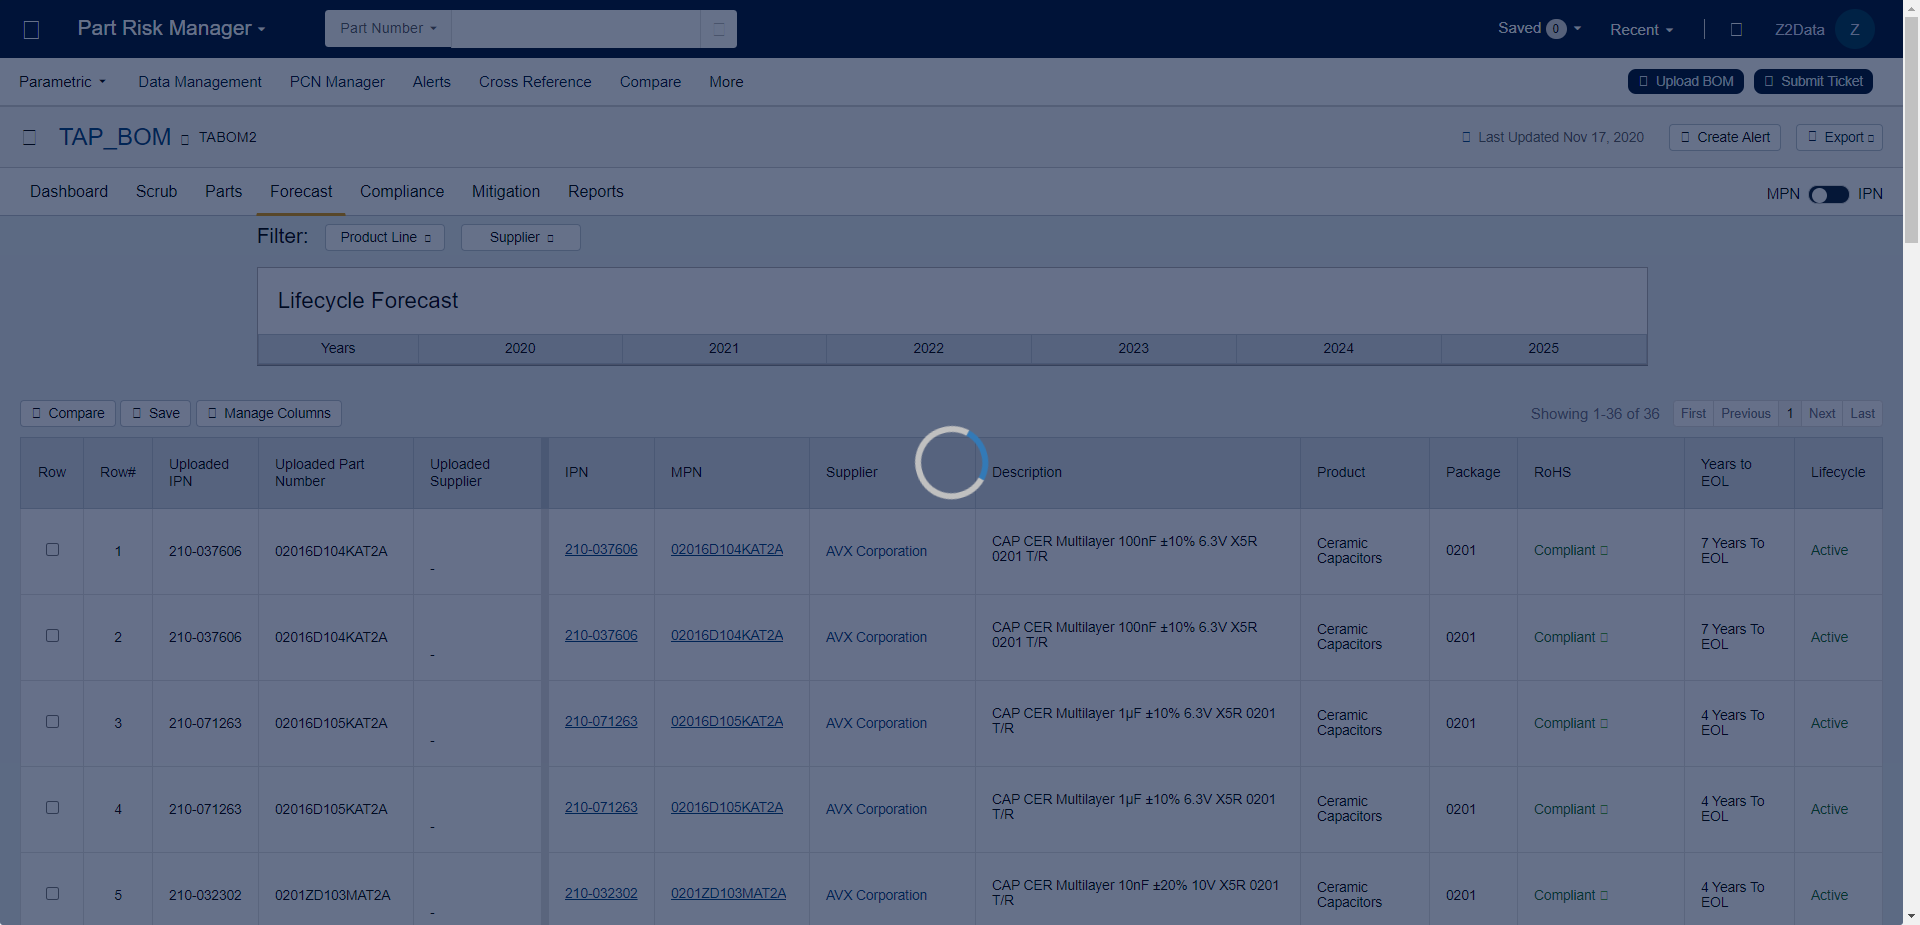 Part Risk Manager
Part Number
Saved 0
Recent
Z2Data Z
Parametric
Data Management
PCN Manager
Alerts
Cross Reference
Compare
More
Upload BOM
Submit Ticket
TAP_BOM TABOM2
Last Updated Nov 17, 2020
Create Alert
Export
Dashboard
Scrub
Parts
Forecast
Compliance
Mitigation
Reports
MPN IPN
Filter: Product Line Supplier
Lifecycle Forecast
Years 2020 2021 2022 2023 2024 2025
Compare
Save
Manage Columns
Showing 1-36 of 36
First Previous 1 Next Last
Row
Row#
Uploaded
IPN
Uploaded Part
Number
Uploaded
Supplier
IPN
MPN
Supplier
Description
Product
Package
RoHS
Years to
EOL
Lifecycle
1
210-037606
02016D104KAT2A
-
210-037606
02016D104KAT2A
AVX Corporation
CAP CER Multilayer 100nF ±10% 6.3V X5R
0201 T/R
Ceramic
Capacitors
0201
Compliant
7 Years To
EOL
Active
2
210-037606
02016D104KAT2A
-
210-037606
02016D104KAT2A
AVX Corporation
CAP CER Multilayer 100nF ±10% 6.3V X5R
0201 T/R
Ceramic
Capacitors
0201
Compliant
7 Years To
EOL
Active
3
210-071263
02016D105KAT2A
-
210-071263
02016D105KAT2A
AVX Corporation
CAP CER Multilayer 1µF ±10% 6.3V X5R 0201
T/R
Ceramic
Capacitors
0201
Compliant
4 Years To
EOL
Active
4
210-071263
02016D105KAT2A
-
210-071263
02016D105KAT2A
AVX Corporation
CAP CER Multilayer 1µF ±10% 6.3V X5R 0201
T/R
Ceramic
Capacitors
0201
Compliant
4 Years To
EOL
Active
5
210-032302
0201ZD103MAT2A
-
210-032302
0201ZD103MAT2A
AVX Corporation
CAP CER Multilayer 10nF ±20% 10V X5R 0201
T/R
Ceramic
Capacitors
0201
Compliant
4 Years To
EOL
Active